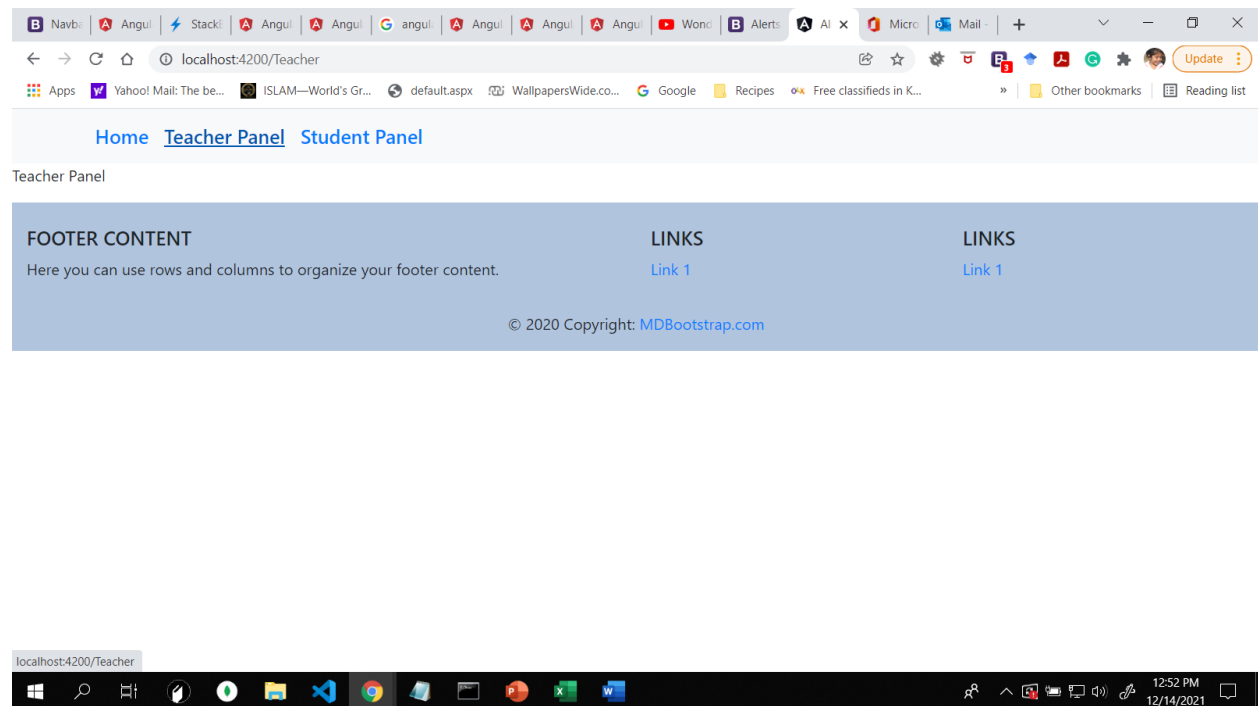 Navba Angul Stack Angul Angul angul Angul Angul Angul Wond Alerts Al Micro Mail -
localhost:4200/Teacher Update
Apps Yahoo! Mail: The be... ISLAM—World's Gr... default.aspx WallpapersWide.co... Google Recipes Free classifieds in K... » Other bookmarks Reading list
Home Teacher Panel Student Panel
Teacher Panel
FOOTER CONTENT LINKS LINKS
Here you can use rows and columns to organize your footer content. Link 1 Link 1
© 2020 Copyright: MDBootstrap.com
localhost:4200/Teacher
12:52 PM
12/14/2021